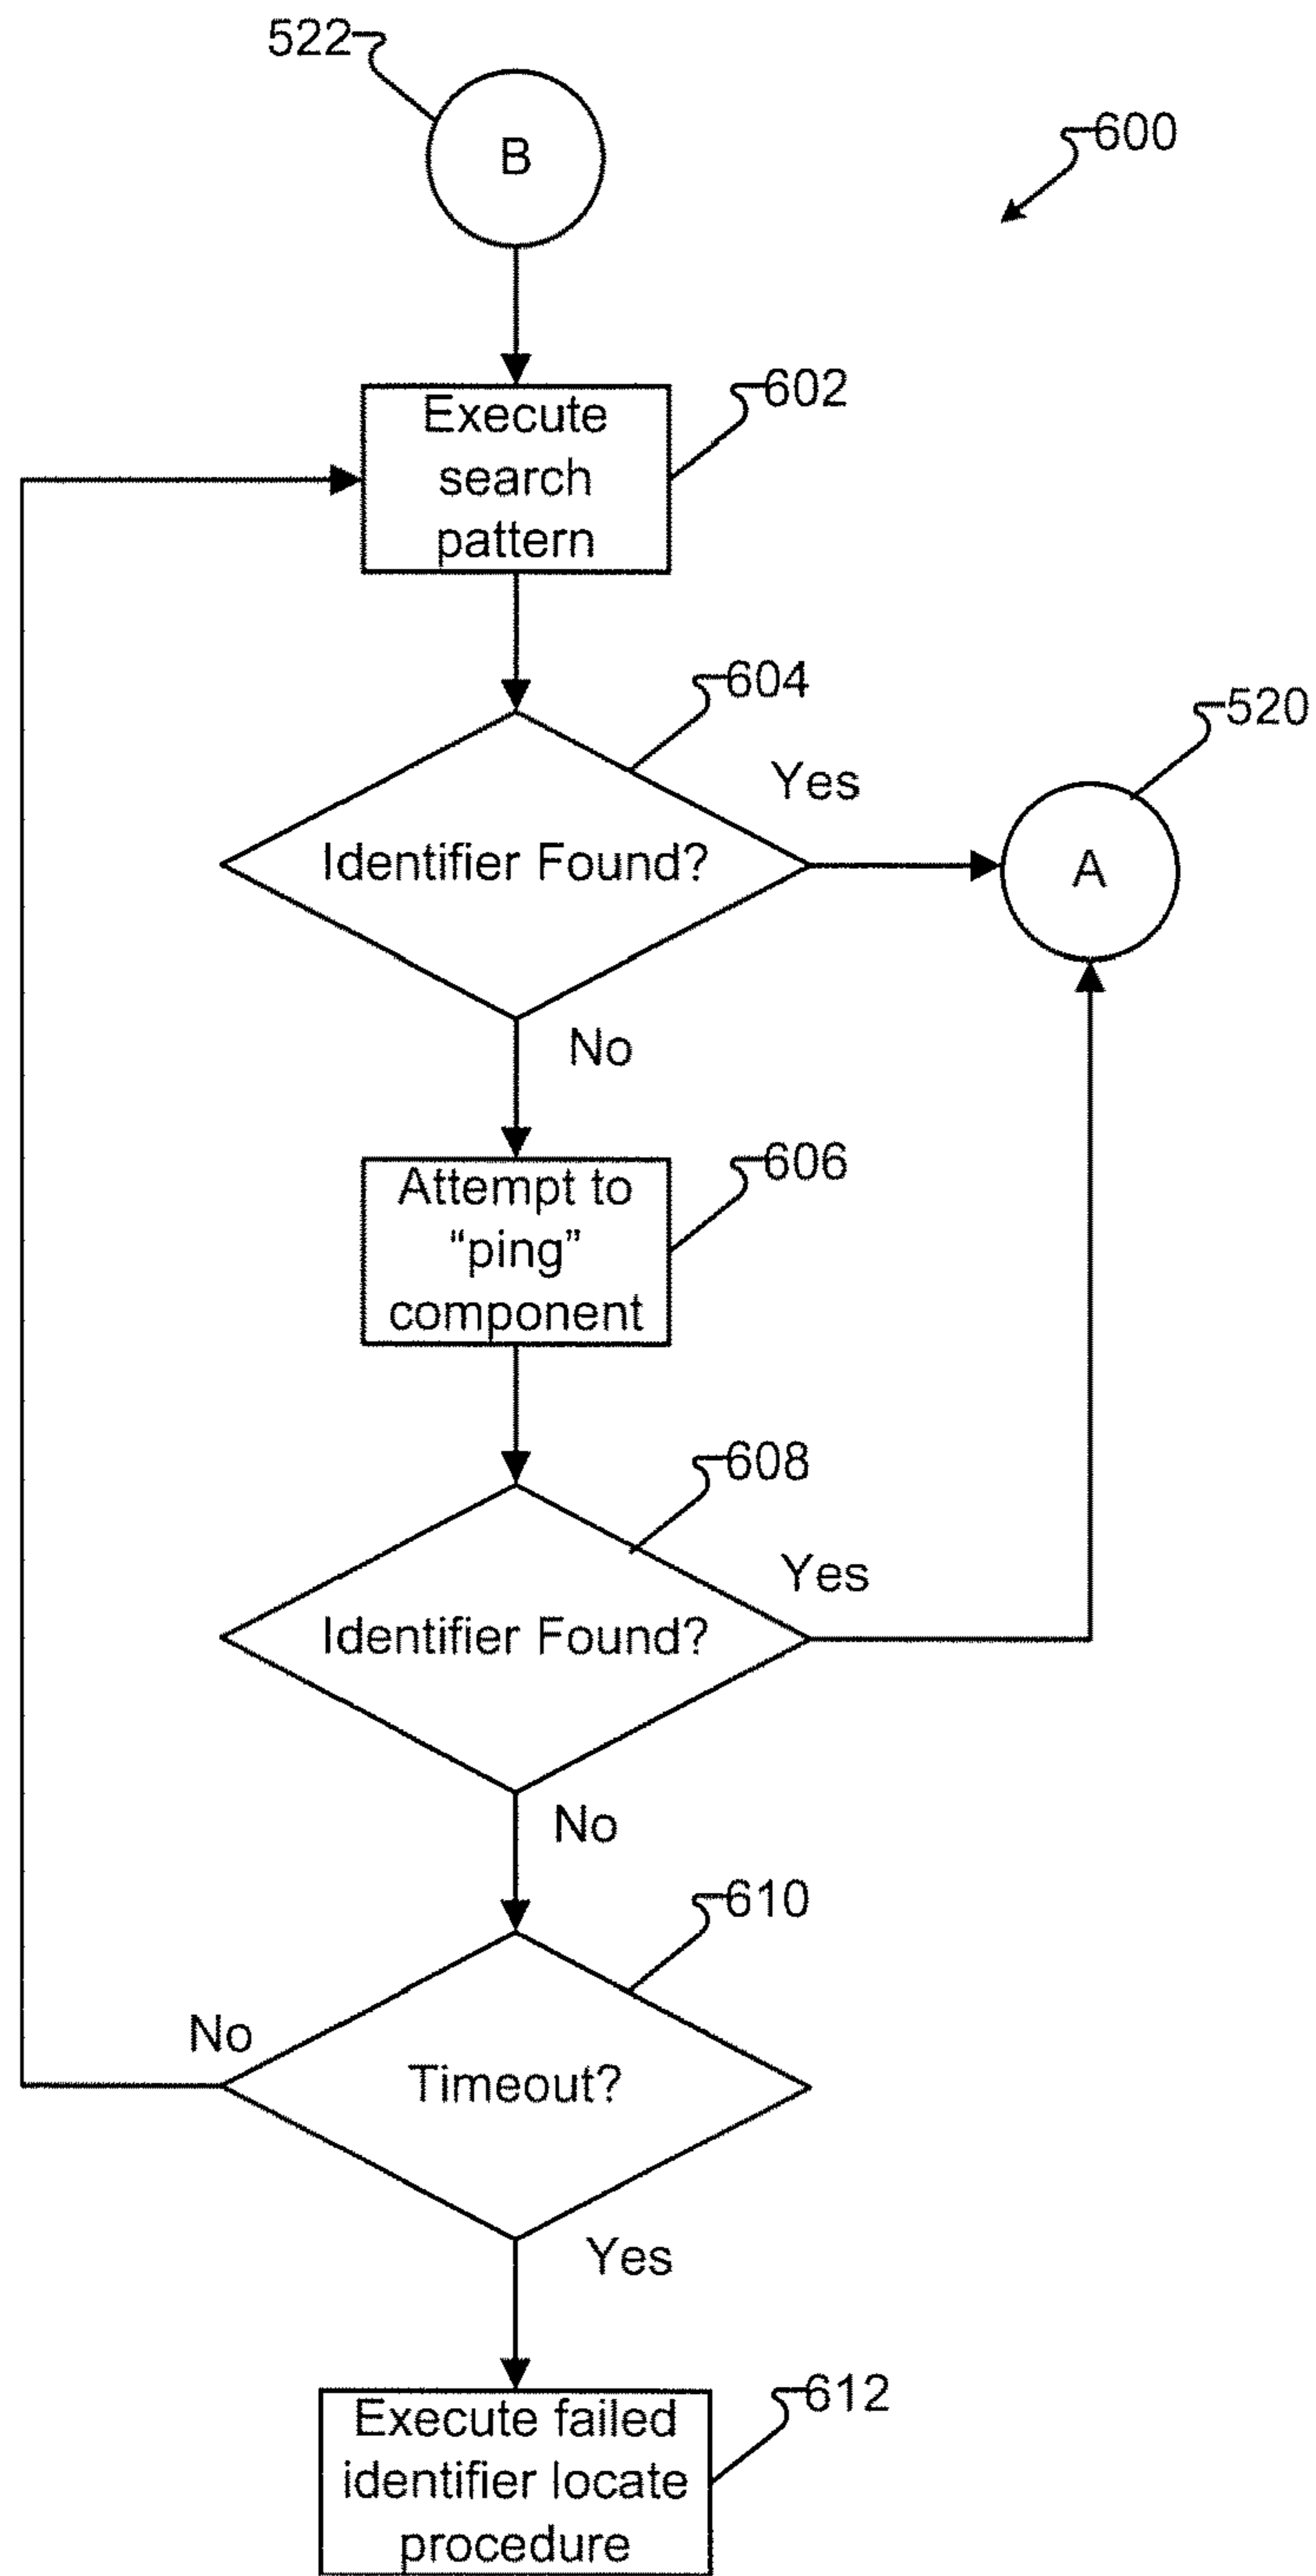 522
B
600
602
Execute
search
pattern
604
Yes
520
Identifier Found?
A
No
606
Attempt to
“ping”
component
608
Yes
Identifier Found?
No
610
No
Timeout?
Yes
612
Execute failed
identifier locate
procedure